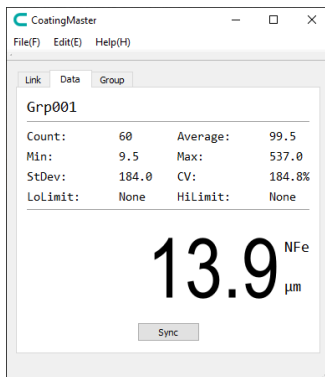 CoatingMaster
File(F) Edit(E) Help(H)
Link Data Group
Grp001
Count: 60 Average: 99.5
Min: 9.5 Max: 537.0
StDev: 184.0 CV: 184.8%
LoLimit: None HiLimit: None
13.9 NFe
µm
Sync